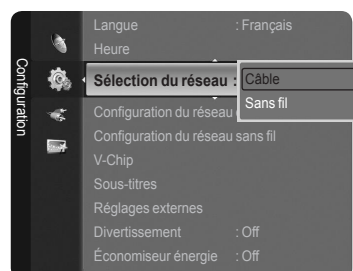 Configuration
Langue : Français
Heure
Sélection du réseau : Câble
Sans fil
Configuration du réseau
Configuration du réseau sans fil
V-Chip
Sous-titres
Réglages externes
Divertissement : Off
Économiseur énergie : Off